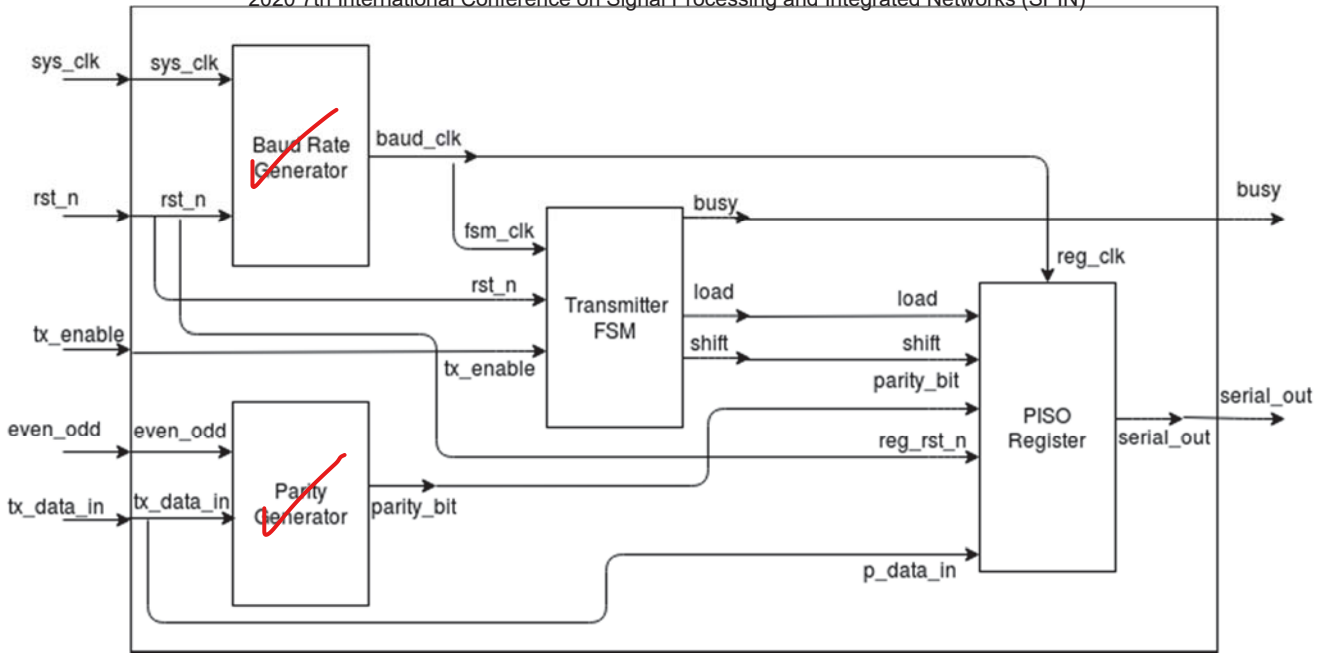 2020 7th International Conference on Signal Processing and Integrated Networks (SPIN)
sys_clk
sys_clk
Baud Rate
Generator
baud_clk
rst_n
rst_n
busy
busy
fsm_clk
reg_clk
rst_n
Transmitter
FSM
load
load
tx_enable
shift
shift
tx_enable
parity_bit
PISO
Register
serial_out
serial_out
even_odd
even_odd
reg_rst_n
Parity
Generator
tx_data_in
tx_data_in
parity_bit
p_data_in